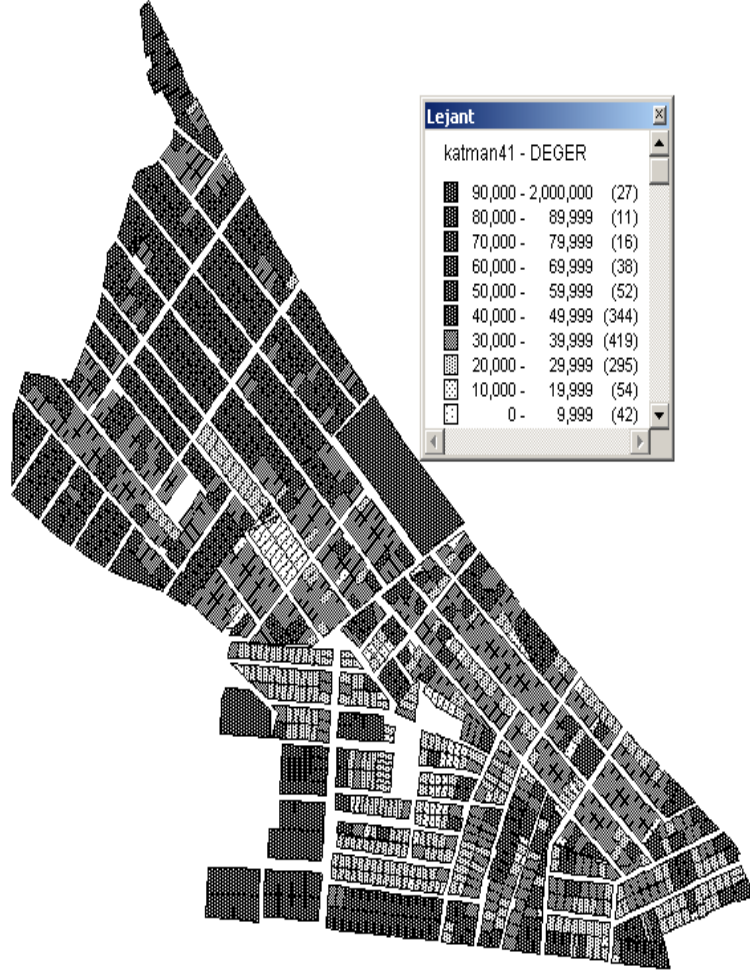 Lejant
katman41 - DEGER
90,000 - 2,000,000 (27)
80,000 - 89,999 (11)
70,000 - 79,999 (16)
60,000 - 69,999 (38)
50,000 - 59,999 (52)
40,000 - 49,999 (344)
30,000 - 39,999 (419)
20,000 - 29,999 (295)
10,000 - 19,999 (54)
0 - 9,999 (42)